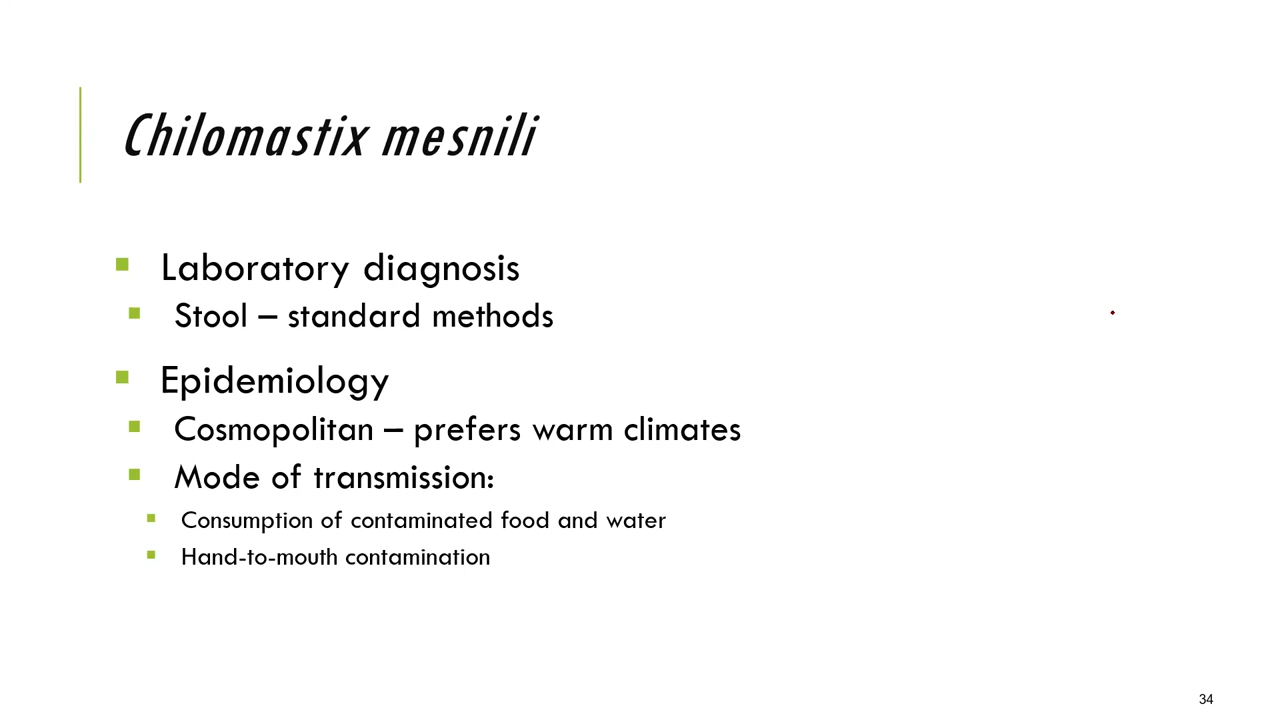 Chilomastix mesnili
Laboratory diagnosis
Stool – standard methods
Epidemiology
Cosmopolitan – prefers warm climates
Mode of transmission:
Consumption of contaminated food and water
Hand-to-mouth contamination
34